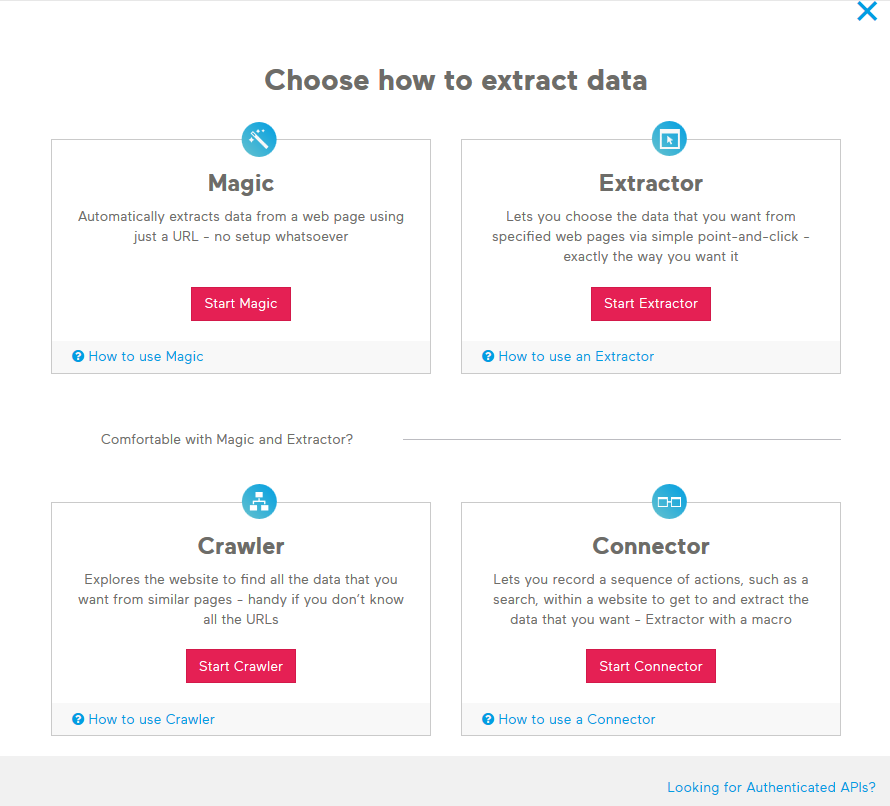 Choose how to extract data
Magic
Automatically extracts data from a web page using
just a URL - no setup whatsoever
Start Magic
? How to use Magic
Extractor
Lets you choose the data that you want from
specified web pages via simple point-and-click -
exactly the way you want it
Start Extractor
? How to use an Extractor
Comfortable with Magic and Extractor?
Crawler
Explores the website to find all the data that you
want from similar pages - handy if you don’t know
all the URLs
Start Crawler
? How to use Crawler
Connector
Lets you record a sequence of actions, such as a
search, within a website to get to and extract the
data that you want - Extractor with a macro
Start Connector
? How to use a Connector
Looking for Authenticated APIs?